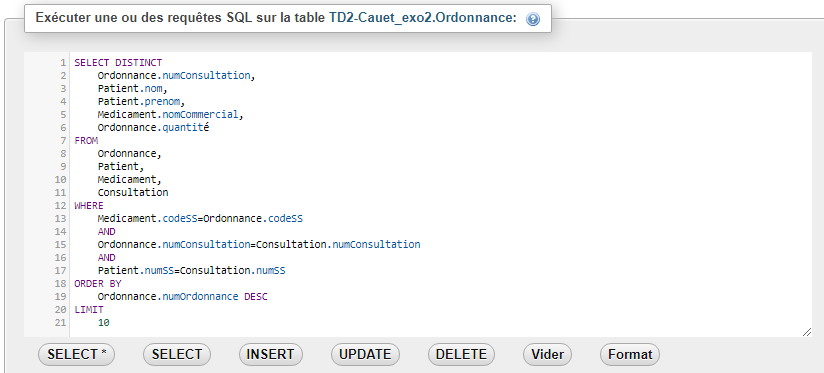 Exécuter une ou des requêtes SQL sur la table TD2-Cauet_exo2.Ordonnance:
1 SELECT DISTINCT
2 Ordonnance.numConsultation,
3 Patient.nom,
4 Patient.prenom,
5 Medicament.nomCommercial,
6 Ordonnance.quantité
7 FROM
8 Ordonnance,
9 Patient,
10 Medicament,
11 Consultation
12 WHERE
13 Medicament.codeSS=Ordonnance.codeSS
14 AND
15 Ordonnance.numConsultation=Consultation.numConsultation
16 AND
17 Patient.numSS=Consultation.numSS
18 ORDER BY
19 Ordonnance.numOrdonnance DESC
20 LIMIT
21 10
SELECT * SELECT INSERT UPDATE DELETE Vider Format